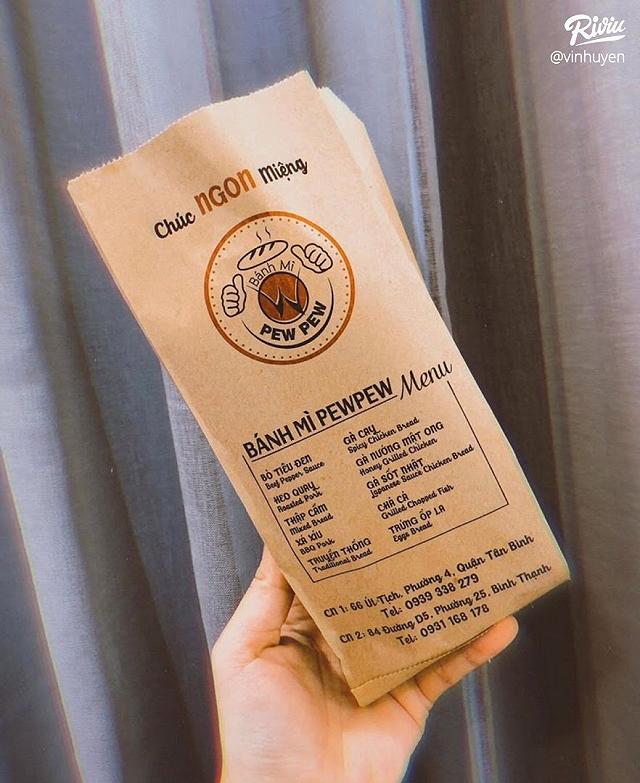 Riviu
@vinhuyen
Chúc NGON Miệng
Bánh Mì
PEW PEW
BÁNH MÌ PEWPEW Menu
BÒ TIÊU ĐEN
Beef Pepper Sauce
HEO QUAY
Roasted Pork
THẬP CẨM
Mixed Bread
XÁ XÍU
BBQ Pork
TRUYỀN THỐNG
Traditional Bread
GÀ CAY
Spicy Chicken Bread
GÀ NƯỚNG MẬT ONG
Honey Grilled Chicken
GÀ SỐT NHẬT
Japanese Sauce Chicken Bread
CHẢ CÁ
Grilled Chopped Fish
TRỨNG ỐP LA
Eggs Bread
CN 1: 66 Út Tịch, Phường 4, Quận Tân Bình
Tel: 0939 338 279
CN 2: 84 Đường D5, Phường 25, Bình Thạnh
Tel: 0931 168 178